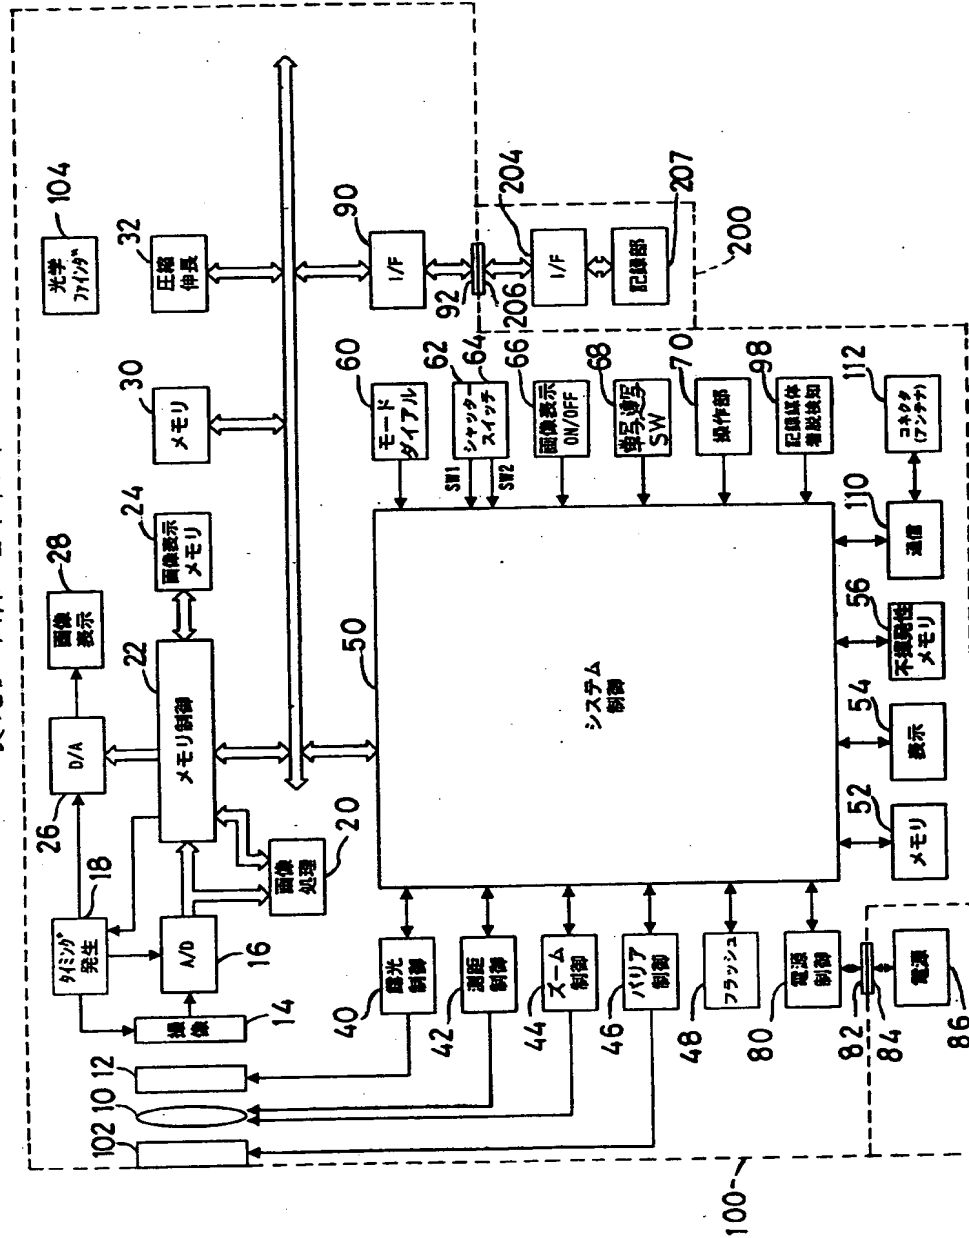 104
光学
ファインダ
32
圧縮
伸長
30
メモリ
24
画像表示
メモリ
28
画像
表示
22
メモリ制御
26
D/A
18
タイミング
発生
16
A/D
14
撮像
12
10
102
20
画像
処理
90
I/F
92
206
204
I/F
207
記録部
200
60
モード
ダイアル
62
64
シャッター
スイッチ
SW1
SW2
66
画像表示
ON/OFF
68
単写/連写
SW
70
操作部
98
記録媒体
着脱検知
112
コネクタ
(アンテナ)
110
通信
56
不揮発性
メモリ
54
表示
52
メモリ
50
システム
制御
40
露光
制御
42
測距
制御
44
ズーム
制御
46
バリア
制御
48
フラッシュ
80
電源
制御
82
84
86
電源
100